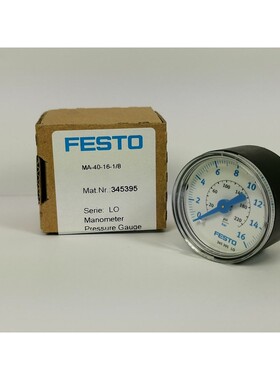 FESTO
MA-40-16-1/8
Mat Nr.:345395
Serie: LO
Manometer
Pressure Gauge
0
2
4
6
8
10
12
14
16
FESTO